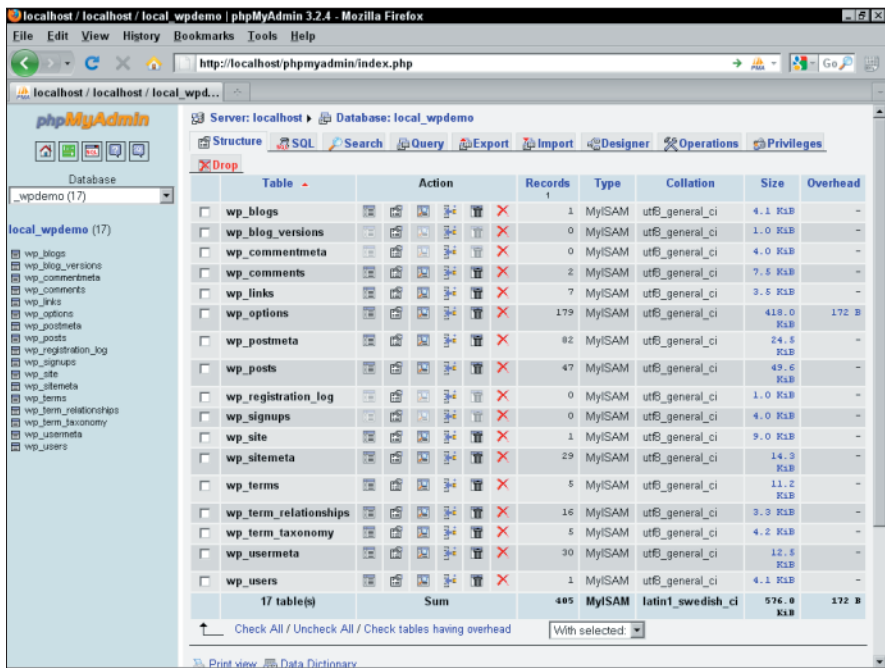 localhost / localhost / local_wpdemo | phpMyAdmin 3.2.4 - Mozilla Firefox
File Edit View History Bookmarks Tools Help
http://localhost/phpmyadmin/index.php
Go
localhost / localhost / local_wpd...
phpMyAdmin
Database
_wpdemo (17)
local_wpdemo (17)
wp_blogs
wp_blog_versions
wp_commentmeta
wp_comments
wp_links
wp_options
wp_postmeta
wp_posts
wp_registration_log
wp_signups
wp_site
wp_sitemeta
wp_terms
wp_term_relationships
wp_term_taxonomy
wp_usermeta
wp_users
Server: localhost Database: local_wpdemo
Structure SQL Search Query Export Import Designer Operations Privileges
Drop
Table Action Records 1 Type Collation Size Overhead
wp_blogs 1 MyISAM utf8_general_ci 4.1 KiB -
wp_blog_versions 0 MyISAM utf8_general_ci 1.0 KiB -
wp_commentmeta 0 MyISAM utf8_general_ci 4.0 KiB -
wp_comments 2 MyISAM utf8_general_ci 7.5 KiB -
wp_links 7 MyISAM utf8_general_ci 3.5 KiB -
wp_options 179 MyISAM utf8_general_ci 418.0 KiB 172 B
wp_postmeta 82 MyISAM utf8_general_ci 24.5 KiB -
wp_posts 47 MyISAM utf8_general_ci 49.6 KiB -
wp_registration_log 0 MyISAM utf8_general_ci 1.0 KiB -
wp_signups 0 MyISAM utf8_general_ci 4.0 KiB -
wp_site 1 MyISAM utf8_general_ci 9.0 KiB -
wp_sitemeta 29 MyISAM utf8_general_ci 14.3 KiB -
wp_terms 5 MyISAM utf8_general_ci 11.2 KiB -
wp_term_relationships 16 MyISAM utf8_general_ci 3.3 KiB -
wp_term_taxonomy 5 MyISAM utf8_general_ci 4.2 KiB -
wp_usermeta 30 MyISAM utf8_general_ci 12.5 KiB -
wp_users 1 MyISAM utf8_general_ci 4.1 KiB -
17 table(s) Sum 405 MyISAM latin1_swedish_ci 576.0 KiB 172 B
Check All / Uncheck All / Check tables having overhead With selected:
Print view Data Dictionary